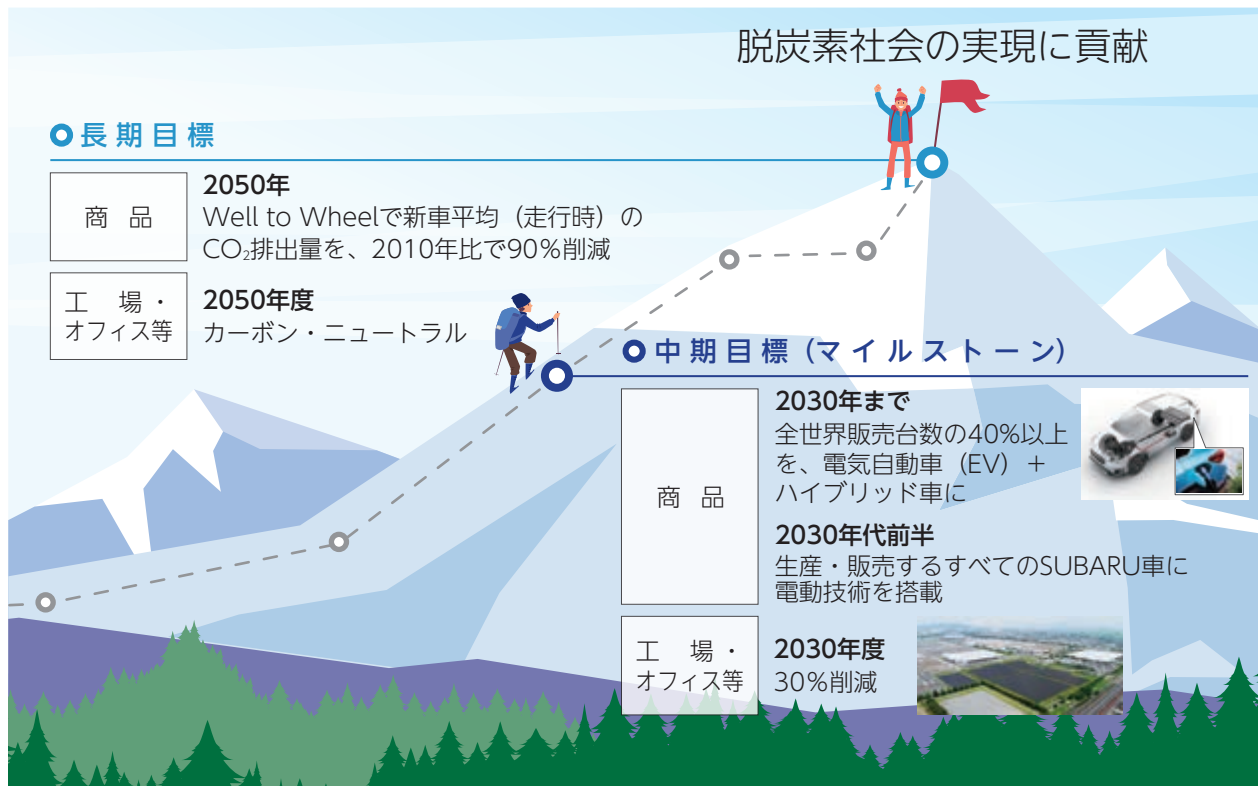 脱炭素社会の実現に貢献
長期目標
商品
2050年
Well to Wheelで新車平均（走行時）の
CO₂排出量を、2010年比で90%削減
工場・
オフィス等
2050年度
カーボン・ニュートラル
中期目標（マイルストーン）
商品
2030年まで
全世界販売台数の40%以上
を、電気自動車（EV）＋
ハイブリッド車に
2030年代前半
生産・販売するすべてのSUBARU車に
電動技術を搭載
工場・
オフィス等
2030年度
30%削減